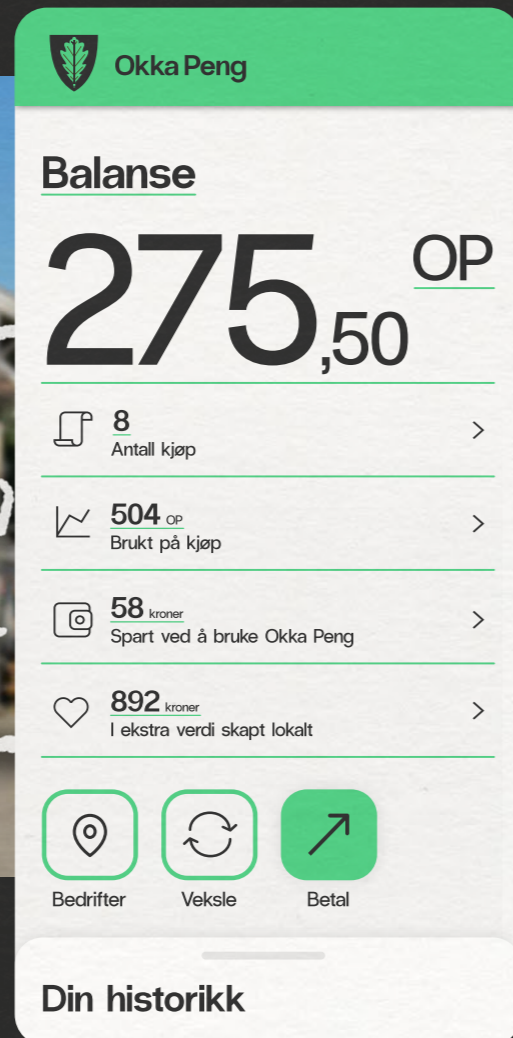 Okka Peng
Balanse
275,50 OP
8
Antall kjøp
504 OP
Brukt på kjøp
58 kroner
Spart ved å bruke Okka Peng
892 kroner
I ekstra verdi skapt lokalt
Bedrifter
Veksle
Betal
Din historikk